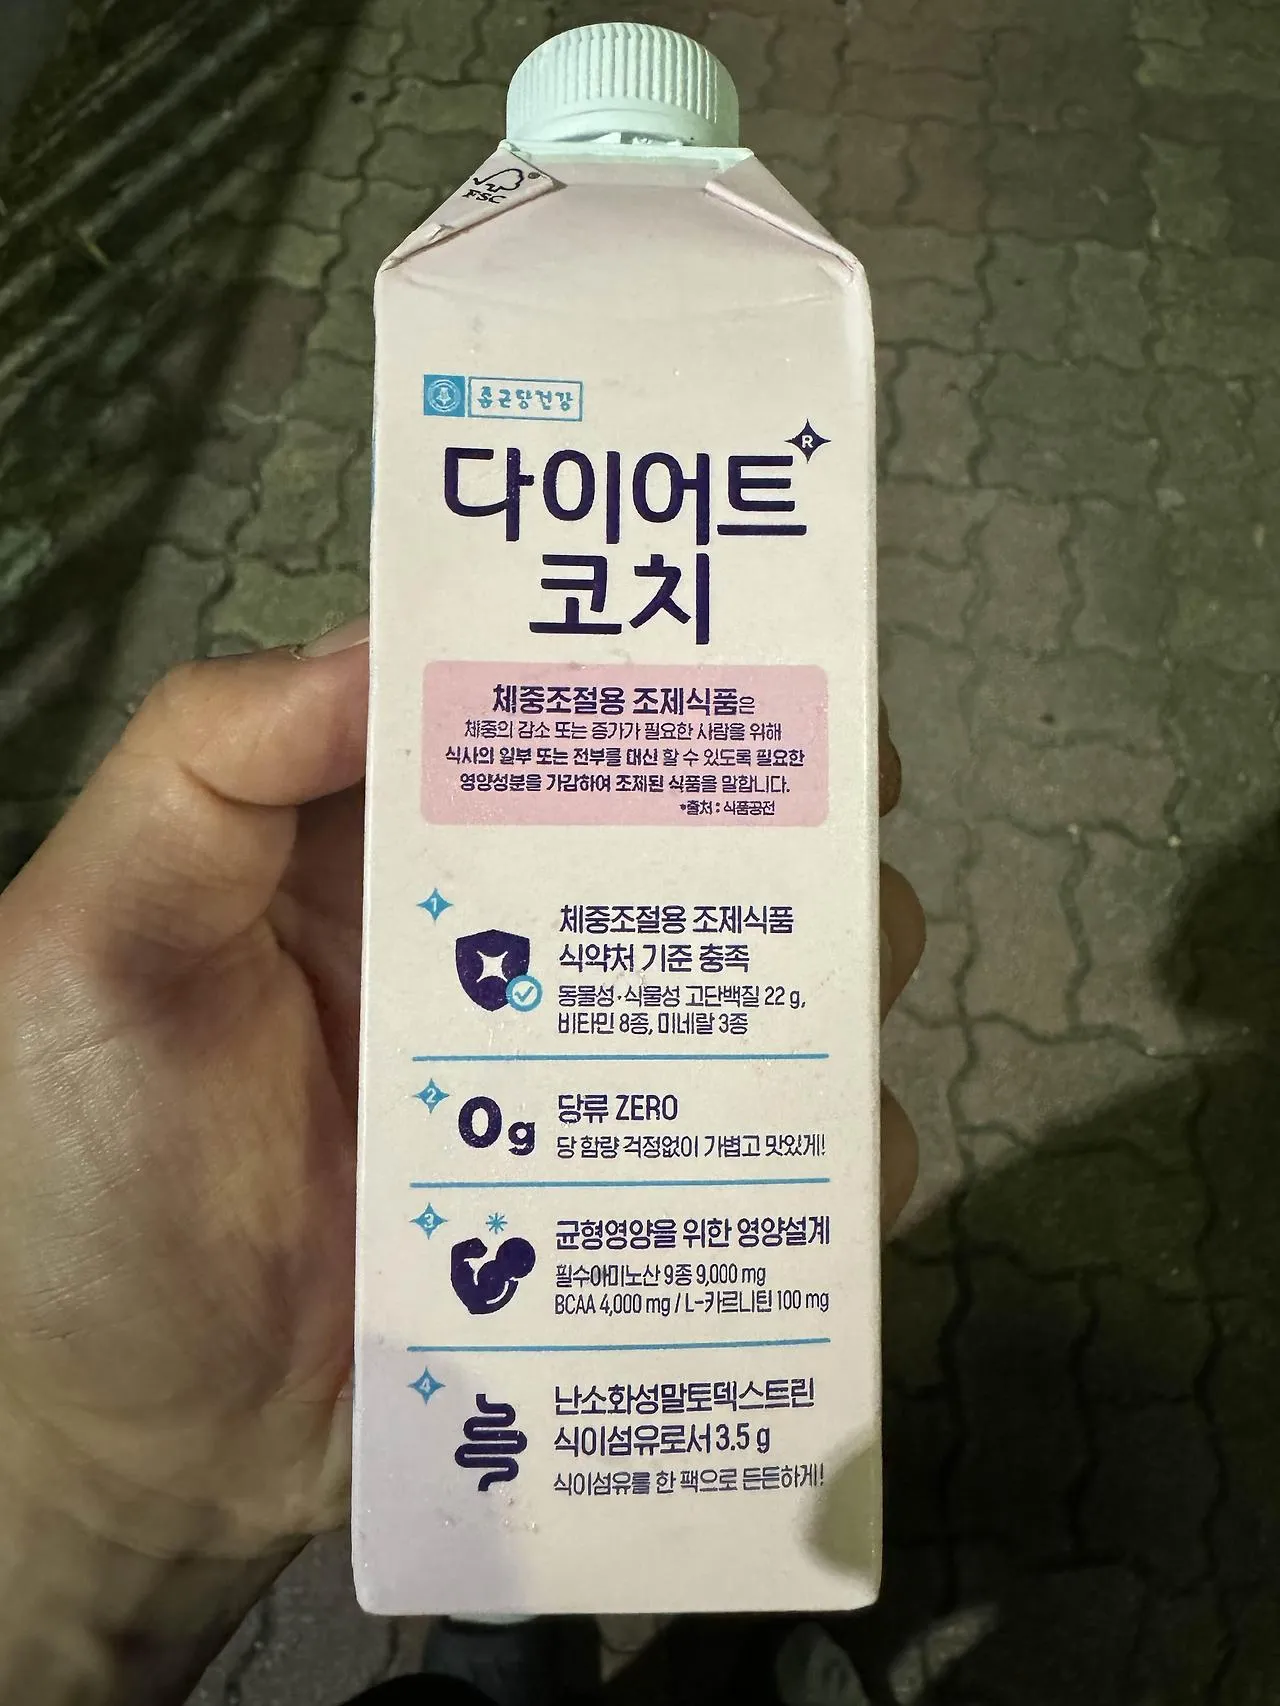 FSC
종근당건강
다이어트
코치
R
체중조절용 조제식품은
체중의 감소 또는 증가가 필요한 사람을 위해
식사의 일부 또는 전부를 대신 할 수 있도록 필요한
영양성분을 가감하여 조제된 식품을 말합니다.
*출처 : 식품공전
1
체중조절용 조제식품
식약처 기준 충족
동물성·식물성 고단백질 22 g,
비타민 8종, 미네랄 3종
2
0g
당류 ZERO
당 함량 걱정없이 가볍고 맛있게!
3
균형영양을 위한 영양설계
필수아미노산 9종 9,000 mg
BCAA 4,000 mg / L-카르니틴 100 mg
4
난소화성말토덱스트린
식이섬유로서 3.5 g
식이섬유를 한 팩으로 든든하게!